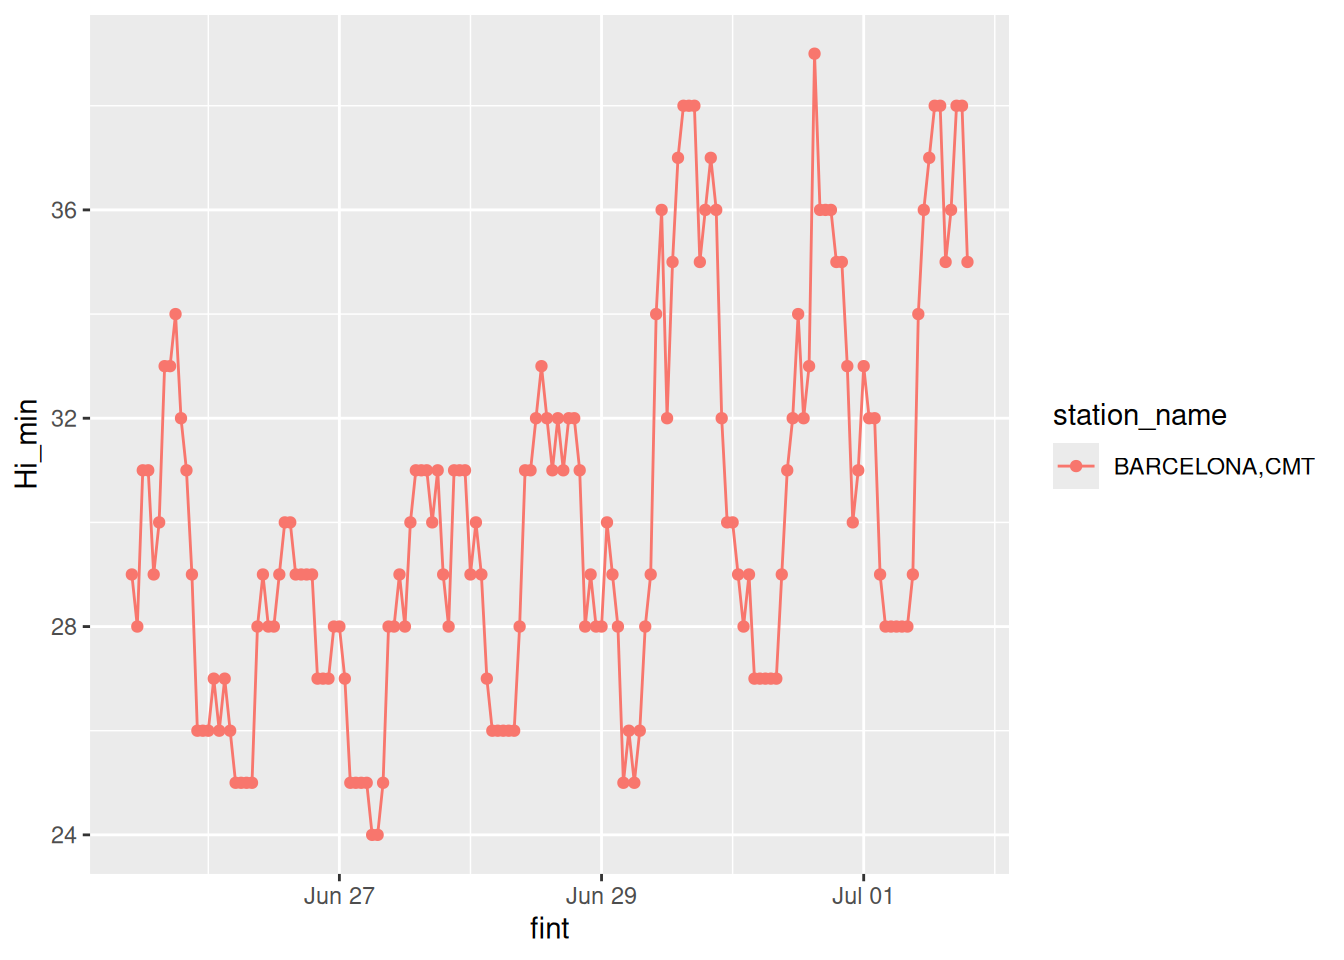 36
32
28
24
Hi_min
Jun 27
Jun 29
Jul 01
fint
station_name
BARCELONA,CMT